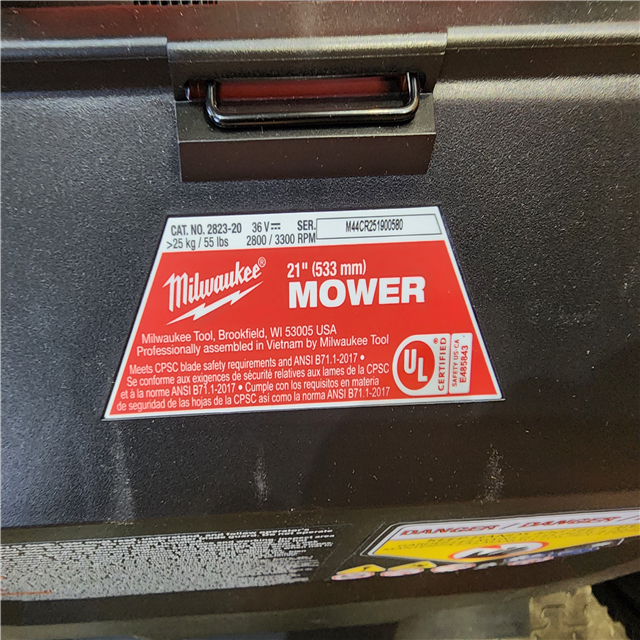 CAT. NO. 2823-20 36 V SER. M44CR251900580
>25 kg / 55 lbs 2800 / 3300 RPM
Milwaukee®
21" (533 mm)
MOWER
Milwaukee Tool, Brookfield, WI 53005 USA
Professionally assembled in Vietnam by Milwaukee Tool
Meets CPSC blade safety requirements and ANSI B71.1-2017 •
Se conforme aux exigences de sécurité relatives aux lames de la CPSC
et à la norme ANSI B71.1-2017 • Cumple con los requisitos en materia
de seguridad de las hojas de la CPSC así como la norma ANSI B71.1-2017
UL
®
CERTIFIED
SAFETY US-CA
E485843
DANGER / DANGER